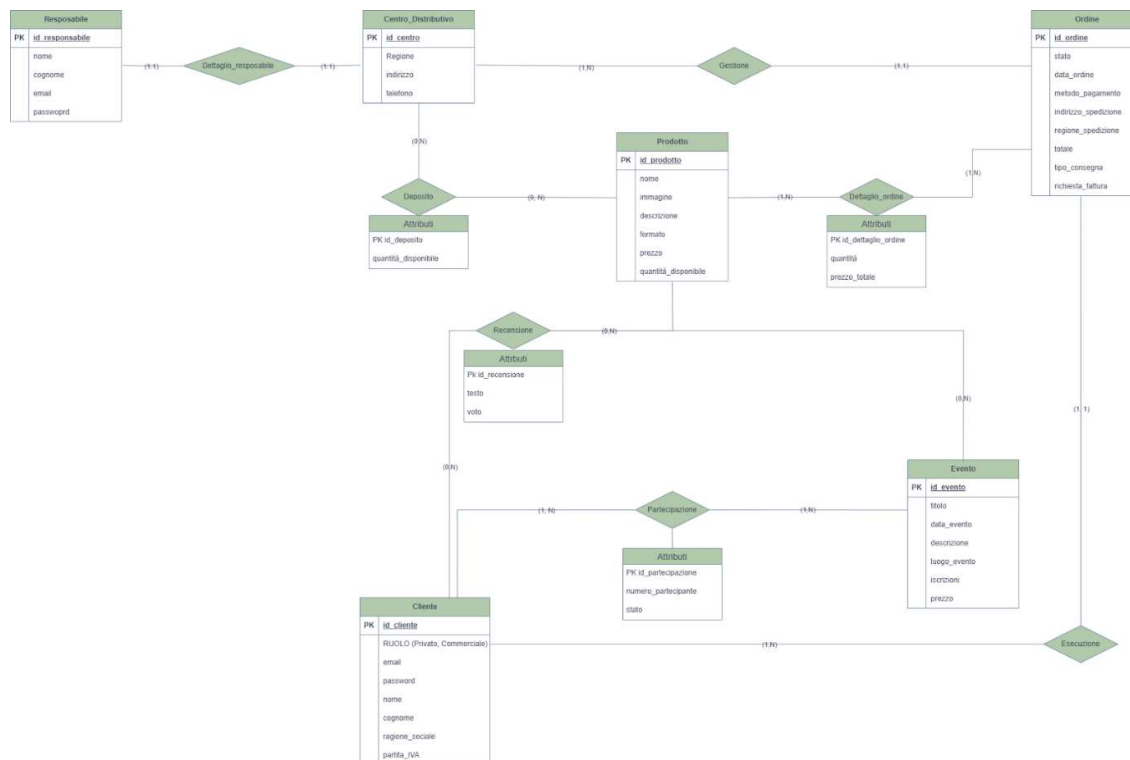 Resposabile
PK id_responsabile
nome
cognome
email
passwoprd
(1:1)
Dettaglio_resposabile
(1:1)
Centro_Distributivo
PK id_centro
Regione
indirizzo
telefono
(1,N)
Gestione
(1,1)
Ordine
PK id_ordine
stato
data_ordine
metodo_pagamento
indirizzo_spedizione
regione_spedizione
totale
tipo_consegna
richiesta_fattura
(0,N)
Deposito
Attributi
PK id_deposito
quantità_disponibile
(0, N)
Prodotto
PK id_prodotto
nome
immagine
descrizione
formato
prezzo
quantità_disponibile
(1,N)
Dettaglio_ordine
Attributi
PK id_dettaglio_ordine
quantità
prezzo_totale
(1,N)
Recensione
(0,N)
Attrbuti
Pk id_recensione
testo
voto
(0,N)
(0,N)
(1, 1)
(1, N)
Partecipazione
(1,N)
Attributi
PK id_partecipazione
numero_partecipante
stato
Evento
PK id_evento
titolo
data_evento
descrizione
luogo_evento
iscrizioni
prezzo
Cliente
PK id_cliente
RUOLO (Privato, Commerciale)
email
password
nome
cognome
ragione_sociale
partita_IVA
(1,N)
Esecuzione